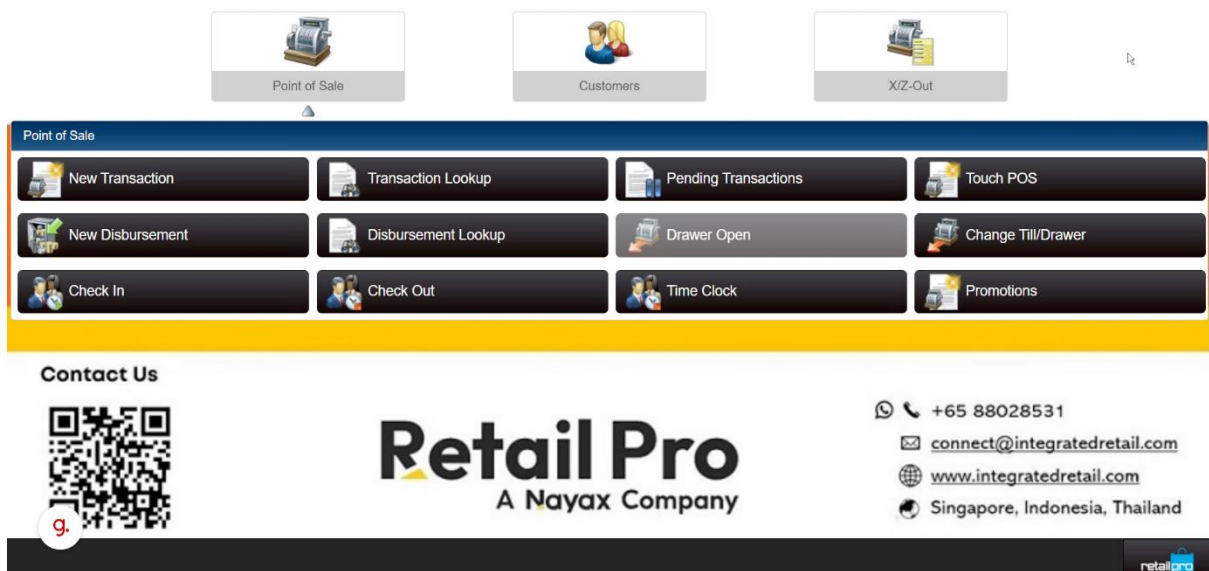 Point of Sale
Customers
X/Z-Out
Point of Sale
New Transaction
Transaction Lookup
Pending Transactions
Touch POS
New Disbursement
Disbursement Lookup
Drawer Open
Change Till/Drawer
Check In
Check Out
Time Clock
Promotions
Contact Us
g.
Retail Pro
A Nayax Company
+65 88028531
connect@integratedretail.com
www.integratedretail.com
Singapore, Indonesia, Thailand
retailpro